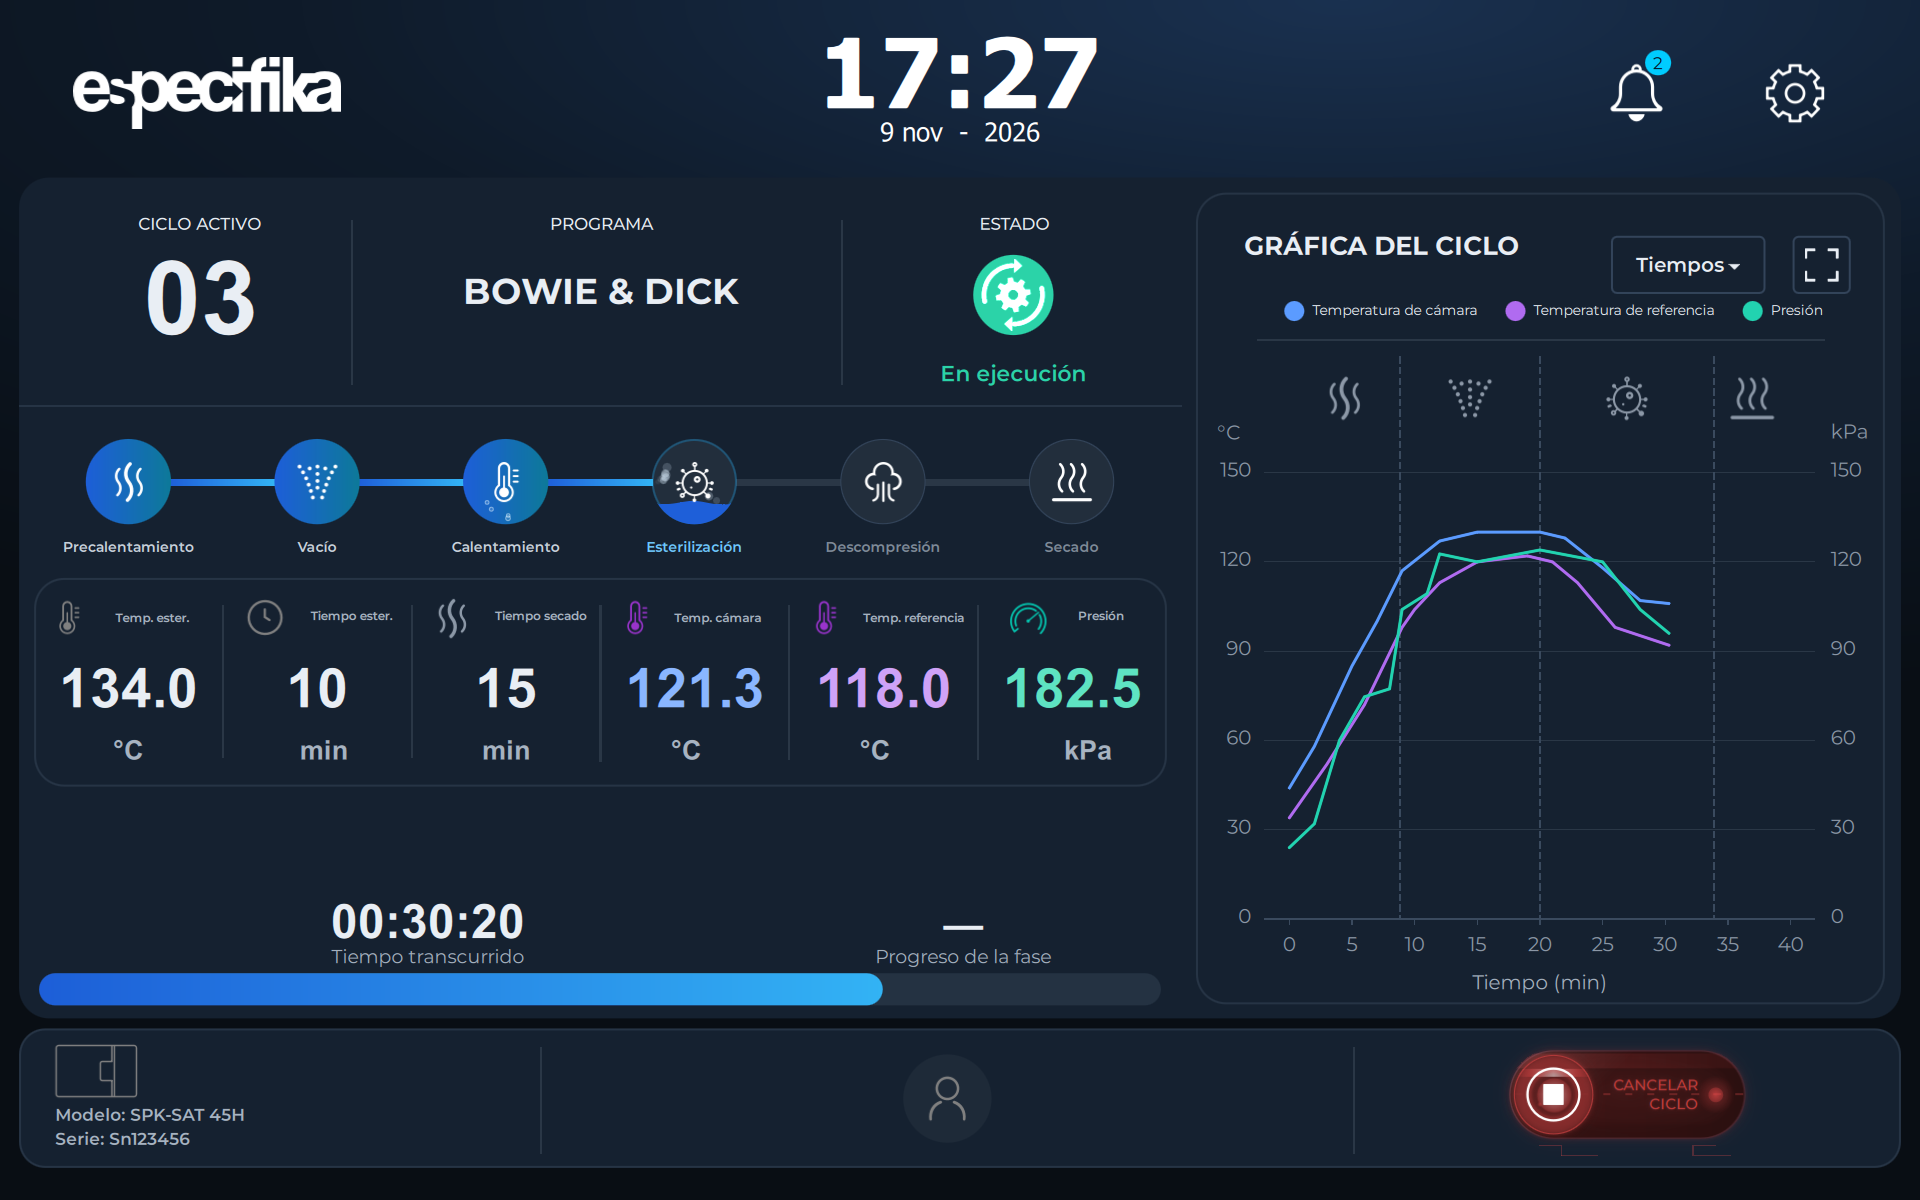 especifika
17:27
9 nov - 2026
2
CICLO ACTIVO
03
PROGRAMA
BOWIE & DICK
ESTADO
En ejecución
Precalentamiento
Vacío
Calentamiento
Esterilización
Descompresión
Secado
Temp. ester.
134.0
°C
Tiempo ester.
10
min
Tiempo secado
15
min
Temp. cámara
121.3
°C
Temp. referencia
118.0
°C
Presión
182.5
kPa
00:30:20
Tiempo transcurrido
—
Progreso de la fase
GRÁFICA DEL CICLO
Tiempos
Temperatura de cámara
Temperatura de referencia
Presión
°C
kPa
150
150
120
120
90
90
60
60
30
30
0
0
0 5 10 15 20 25 30 35 40
Tiempo (min)
Modelo: SPK-SAT 45H
Serie: Sn123456
CANCELAR
CICLO